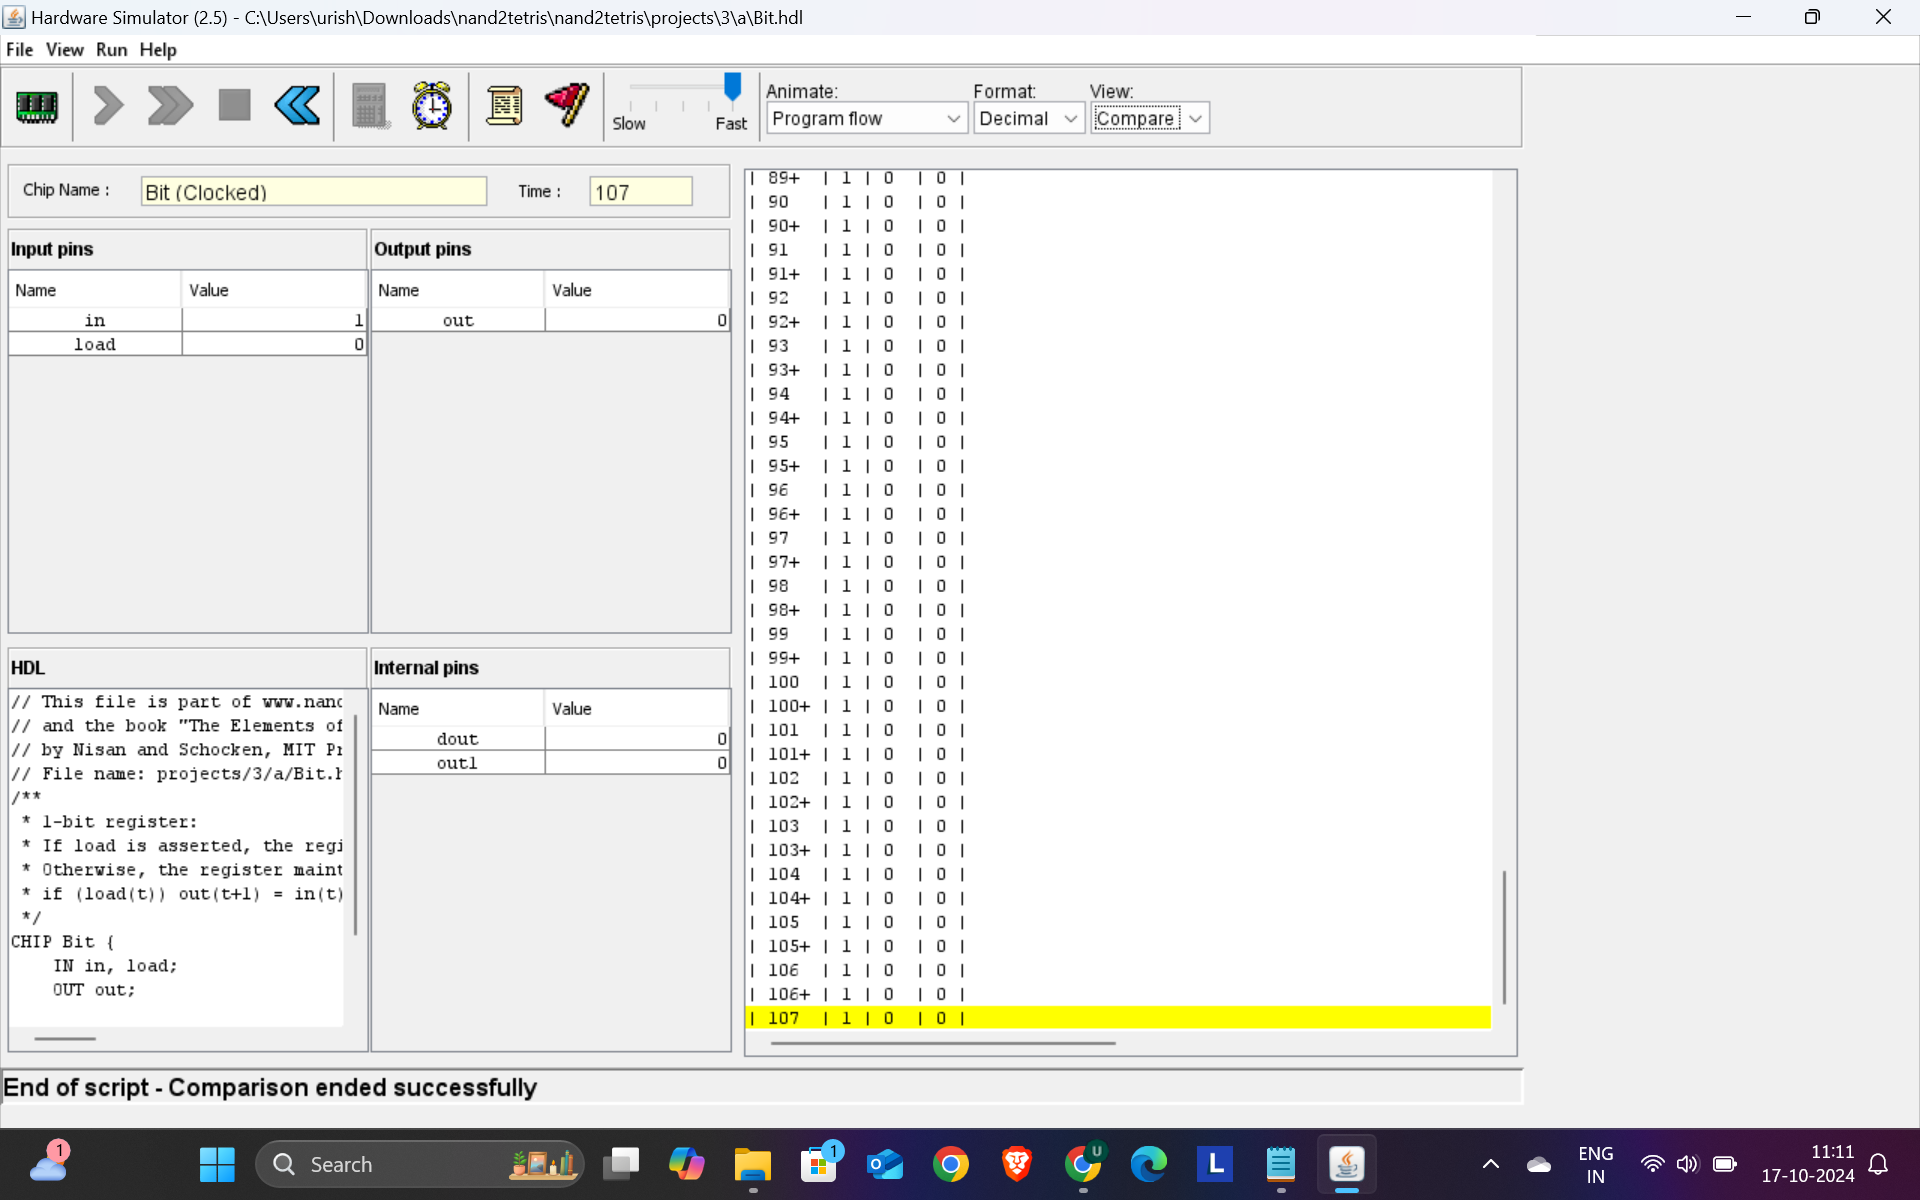 Hardware Simulator (2.5) - C:\Users\urish\Downloads\nand2tetris\nand2tetris\projects\3\a\Bit.hdl
File View Run Help
Slow Fast
Animate: Format: View:
Program flow Decimal Compare
Chip Name : Bit (Clocked) Time : 107
Input pins
Name Value
in 1
load 0
Output pins
Name Value
out 0
HDL
// This file is part of www.nand
// and the book "The Elements of
// by Nisan and Schocken, MIT Pr
// File name: projects/3/a/Bit.h
/**
* 1-bit register:
* If load is asserted, the regi
* Otherwise, the register maint
* if (load(t)) out(t+1) = in(t)
*/
CHIP Bit {
IN in, load;
OUT out;
Internal pins
Name Value
dout 0
out1 0
| 89+ | 1 | 0 | 0 |
| 90 | 1 | 0 | 0 |
| 90+ | 1 | 0 | 0 |
| 91 | 1 | 0 | 0 |
| 91+ | 1 | 0 | 0 |
| 92 | 1 | 0 | 0 |
| 92+ | 1 | 0 | 0 |
| 93 | 1 | 0 | 0 |
| 93+ | 1 | 0 | 0 |
| 94 | 1 | 0 | 0 |
| 94+ | 1 | 0 | 0 |
| 95 | 1 | 0 | 0 |
| 95+ | 1 | 0 | 0 |
| 96 | 1 | 0 | 0 |
| 96+ | 1 | 0 | 0 |
| 97 | 1 | 0 | 0 |
| 97+ | 1 | 0 | 0 |
| 98 | 1 | 0 | 0 |
| 98+ | 1 | 0 | 0 |
| 99 | 1 | 0 | 0 |
| 99+ | 1 | 0 | 0 |
| 100 | 1 | 0 | 0 |
| 100+ | 1 | 0 | 0 |
| 101 | 1 | 0 | 0 |
| 101+ | 1 | 0 | 0 |
| 102 | 1 | 0 | 0 |
| 102+ | 1 | 0 | 0 |
| 103 | 1 | 0 | 0 |
| 103+ | 1 | 0 | 0 |
| 104 | 1 | 0 | 0 |
| 104+ | 1 | 0 | 0 |
| 105 | 1 | 0 | 0 |
| 105+ | 1 | 0 | 0 |
| 106 | 1 | 0 | 0 |
| 106+ | 1 | 0 | 0 |
| 107 | 1 | 0 | 0 |
End of script - Comparison ended successfully
1
Search
1
U
L
ENG
IN
11:11
17-10-2024